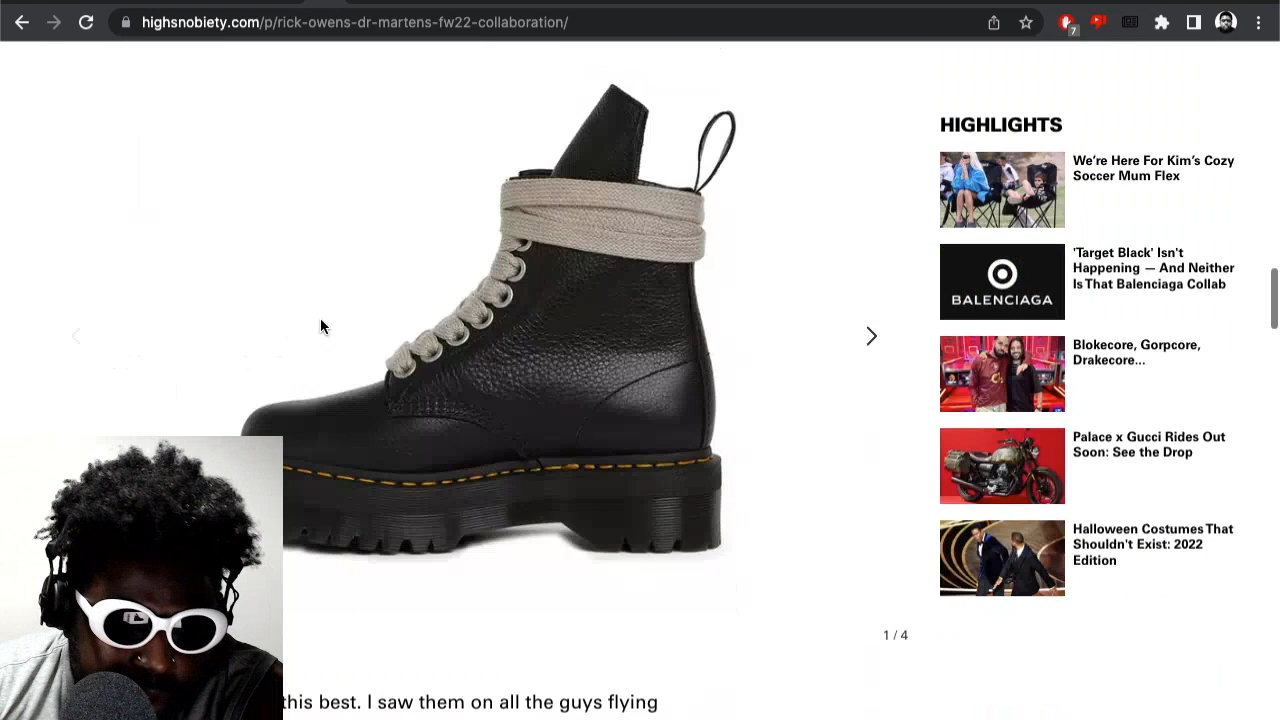 highsnobiety.com/p/rick-owens-dr-martens-fw22-collaboration/
7
HIGHLIGHTS
We're Here For Kim's Cozy
Soccer Mum Flex
'Target Black' Isn't
Happening — And Neither
Is That Balenciaga Collab
BALENCIAGA
Blokecore, Gorpcore,
Drakecore...
Palace x Gucci Rides Out
Soon: See the Drop
Halloween Costumes That
Shouldn't Exist: 2022
Edition
1 / 4
this best. I saw them on all the guys flying